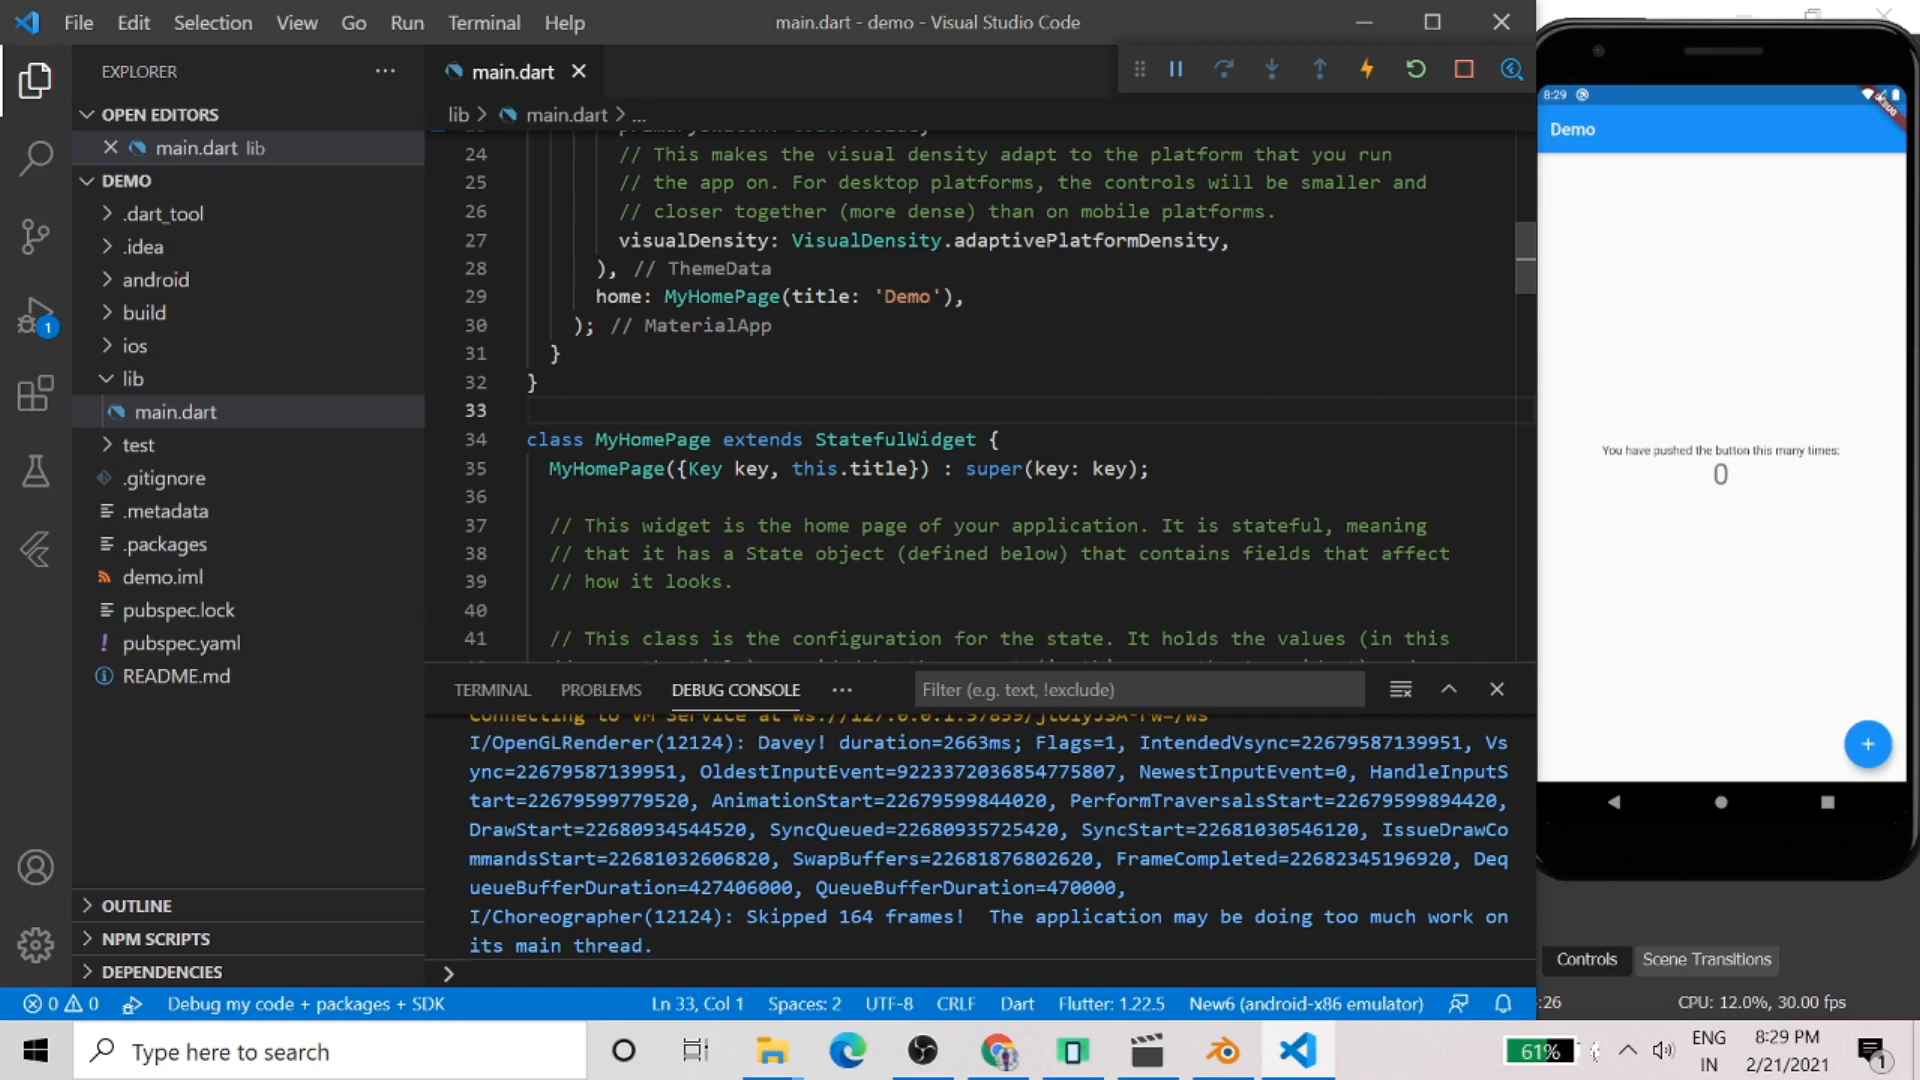 File Edit Selection View Go Run Terminal Help
main.dart - demo - Visual Studio Code
EXPLORER
OPEN EDITORS
main.dart lib
DEMO
.dart_tool
.idea
android
build
ios
lib
main.dart
test
.gitignore
.metadata
.packages
demo.iml
pubspec.lock
pubspec.yaml
README.md
OUTLINE
NPM SCRIPTS
DEPENDENCIES
1
main.dart
lib > main.dart > ...
24 // This makes the visual density adapt to the platform that you run
25 // the app on. For desktop platforms, the controls will be smaller and
26 // closer together (more dense) than on mobile platforms.
27 visualDensity: VisualDensity.adaptivePlatformDensity,
28 ), // ThemeData
29 home: MyHomePage(title: 'Demo'),
30 ); // MaterialApp
31 }
32 }
33
34 class MyHomePage extends StatefulWidget {
35 MyHomePage({Key key, this.title}) : super(key: key);
36
37 // This widget is the home page of your application. It is stateful, meaning
38 // that it has a State object (defined below) that contains fields that affect
39 // how it looks.
40
41 // This class is the configuration for the state. It holds the values (in this
TERMINAL PROBLEMS DEBUG CONSOLE ... Filter (e.g. text, !exclude)
Connecting to VM Service at
I/OpenGLRenderer(12124): Davey! duration=2663ms; Flags=1, IntendedVsync=22679587139951, Vs
ync=22679587139951, OldestInputEvent=9223372036854775807, NewestInputEvent=0, HandleInputS
tart=22679599779520, AnimationStart=22679599844020, PerformTraversalsStart=22679599894420,
DrawStart=22680934544520, SyncQueued=22680935725420, SyncStart=22681030546120, IssueDrawCo
mmandsStart=22681032606820, SwapBuffers=22681876802620, FrameCompleted=22682345196920, Deq
ueueBufferDuration=427406000, QueueBufferDuration=470000,
I/Choreographer(12124): Skipped 164 frames!  The application may be doing too much work on
its main thread.
>
0 0 Debug my code + packages + SDK Ln 33, Col 1 Spaces: 2 UTF-8 CRLF Dart Flutter: 1.22.5 New6 (android-x86 emulator)
8:29
DEBUG
Demo
You have pushed the button this many times:
0
+
Controls Scene Transitions
:26 CPU: 12.0%, 30.00 fps
Type here to search
61%
ENG
IN
8:29 PM
2/21/2021
1